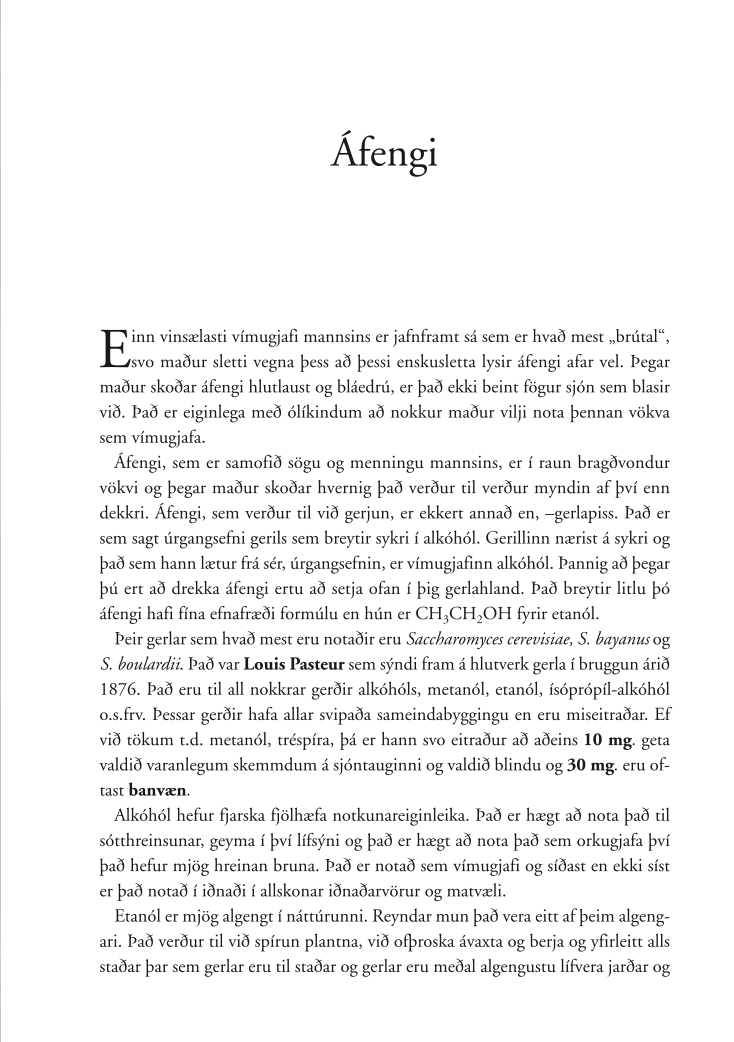 Áfengi
Einn vinsælasti vímugjafi mannsins er jafnframt sá sem er hvað mest „brútal“,
svo maður sletti vegna þess að þessi enskusletta lysir áfengi afar vel. Þegar
maður skoðar áfengi hlutlaust og bláedrú, er það ekki beint fögur sjón sem blasir
við. Það er eiginlega með ólíkindum að nokkur maður vilji nota þennan vökva
sem vímugjafa.
Áfengi, sem er samofið sögu og menningu mannsins, er í raun bragðvondur
vökvi og þegar maður skoðar hvernig það verður til verður myndin af því enn
dekkri. Áfengi, sem verður til við gerjun, er ekkert annað en, –gerlapiss. Það er
sem sagt úrgangsefni gerils sem breytir sykri í alkóhól. Gerillinn nærist á sykri og
það sem hann lætur frá sér, úrgangsefnin, er vímugjafinn alkóhól. Þannig að þegar
þú ert að drekka áfengi ertu að setja ofan í þig gerlahland. Það breytir litlu þó
áfengi hafi fína efnafræði formúlu en hún er CH₃CH₂OH fyrir etanól.
Þeir gerlar sem hvað mest eru notaðir eru Saccharomyces cerevisiae, S. bayanus og
S. boulardii. Það var Louis Pasteur sem sýndi fram á hlutverk gerla í bruggun árið
1876. Það eru til all nokkrar gerðir alkóhóls, metanól, etanól, ísóprópíl-alkóhól
o.s.frv. Þessar gerðir hafa allar svipaða sameindabyggingu en eru miseitraðar. Ef
við tökum t.d. metanól, tréspíra, þá er hann svo eitraður að aðeins 10 mg. geta
valdið varanlegum skemmdum á sjóntauginni og valdið blindu og 30 mg. eru of-
tast banvæn.
Alkóhól hefur fjarska fjölhæfa notkunareiginleika. Það er hægt að nota það til
sótthreinsunar, geyma í því lífsýni og það er hægt að nota það sem orkugjafa því
það hefur mjög hreinan bruna. Það er notað sem vímugjafi og síðast en ekki síst
er það notað í iðnaði í allskonar iðnaðarvörur og matvæli.
Etanól er mjög algengt í náttúrunni. Reyndar mun það vera eitt af þeim algeng-
ari. Það verður til við spírun plantna, við ofþroska ávaxta og berja og yfirleitt alls
staðar þar sem gerlar eru til staðar og gerlar eru meðal algengustu lífvera jarðar og